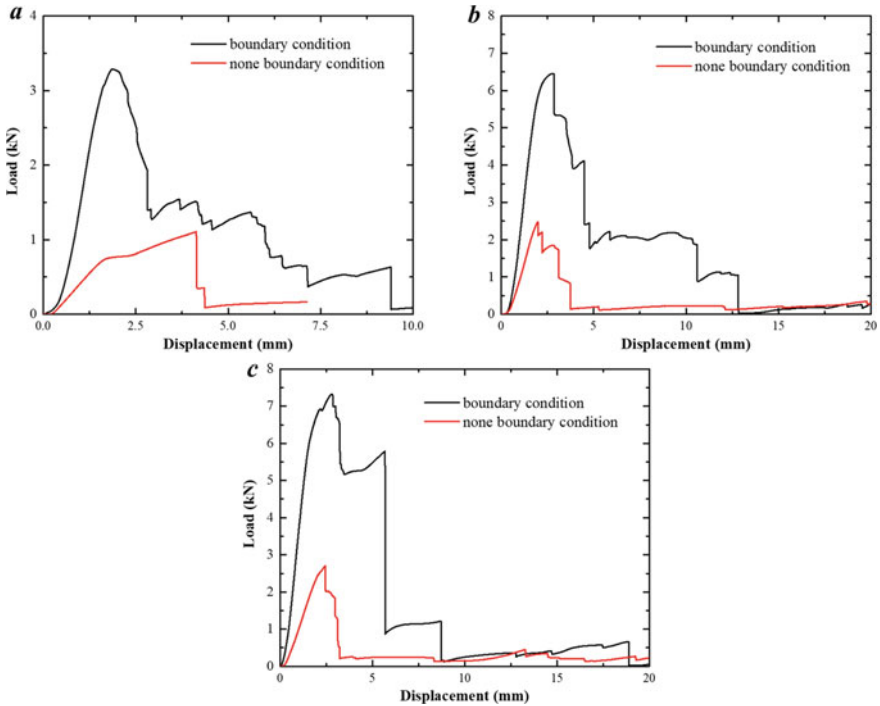 a
4
3
2
1
0
Load (kN)
boundary condition
none boundary condition
0.0 2.5 5.0 7.5 10.0
Displacement (mm)
b
8
7
6
5
4
3
2
1
0
Load (kN)
boundary condition
none boundary condition
0 5 10 15 20
Displacement (mm)
c
8
7
6
5
4
3
2
1
0
Load (kN)
boundary condition
none boundary condition
0 5 10 15 20
Displacement (mm)